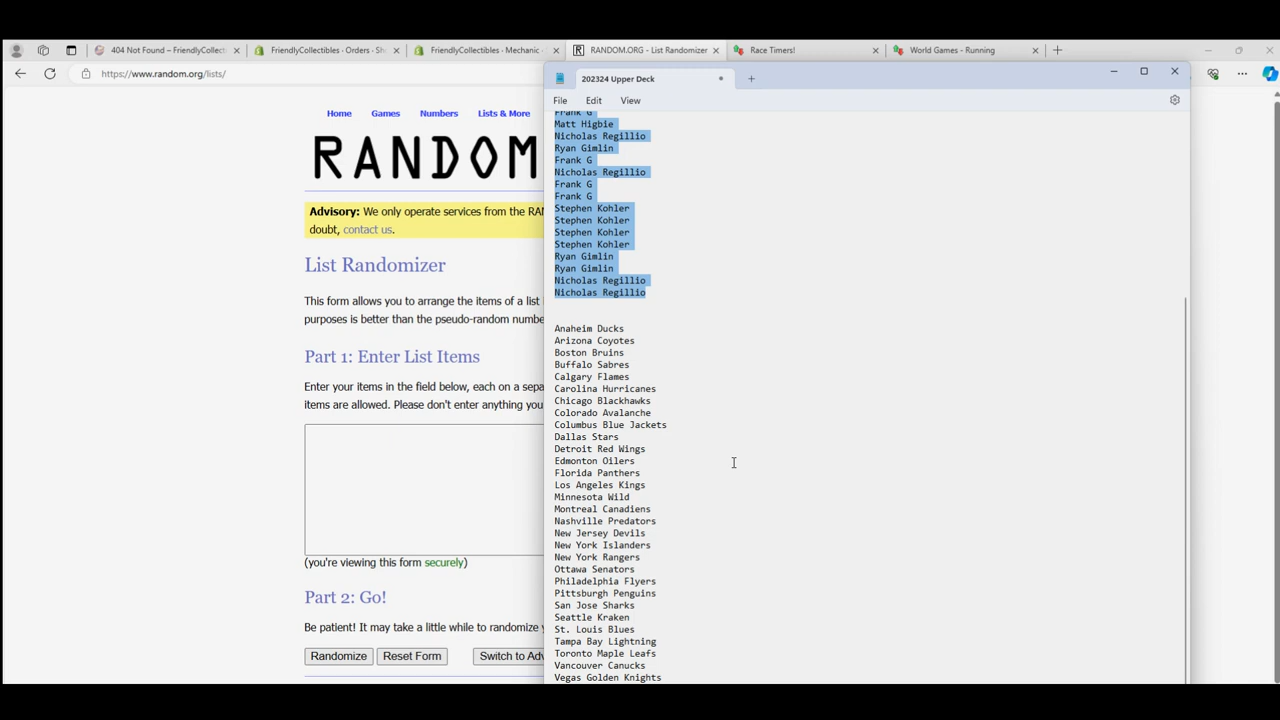 404 Not Found – FriendlyCollect
FriendlyCollectibles · Orders · Sh
FriendlyCollectibles · Mechanic ·
RANDOM.ORG - List Randomizer
Race Timers!
World Games - Running
https://www.random.org/lists/
Home
Games
Numbers
Lists & More
RANDOM
Advisory: We only operate services from the RAN
doubt, contact us.
List Randomizer
This form allows you to arrange the items of a list
purposes is better than the pseudo-random numbe
Part 1: Enter List Items
Enter your items in the field below, each on a sepa
items are allowed. Please don't enter anything you
(you're viewing this form securely)
Part 2: Go!
Be patient! It may take a little while to randomize y
Randomize
Reset Form
Switch to Adv
202324 Upper Deck
File
Edit
View
Frank G
Matt Higbie
Nicholas Regillio
Ryan Gimlin
Frank G
Nicholas Regillio
Frank G
Frank G
Stephen Kohler
Stephen Kohler
Stephen Kohler
Stephen Kohler
Ryan Gimlin
Ryan Gimlin
Nicholas Regillio
Nicholas Regillio
Anaheim Ducks
Arizona Coyotes
Boston Bruins
Buffalo Sabres
Calgary Flames
Carolina Hurricanes
Chicago Blackhawks
Colorado Avalanche
Columbus Blue Jackets
Dallas Stars
Detroit Red Wings
Edmonton Oilers
Florida Panthers
Los Angeles Kings
Minnesota Wild
Montreal Canadiens
Nashville Predators
New Jersey Devils
New York Islanders
New York Rangers
Ottawa Senators
Philadelphia Flyers
Pittsburgh Penguins
San Jose Sharks
Seattle Kraken
St. Louis Blues
Tampa Bay Lightning
Toronto Maple Leafs
Vancouver Canucks
Vegas Golden Knights